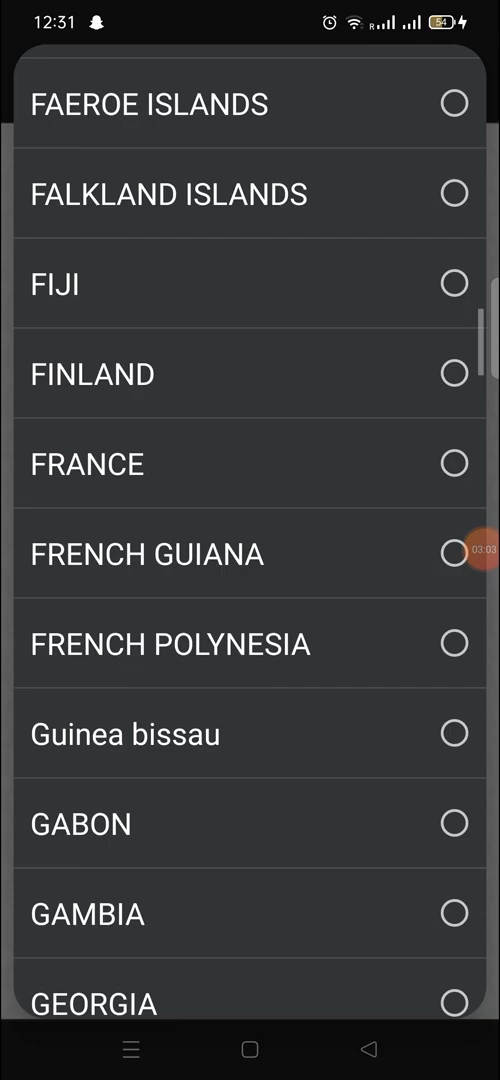 12:31
R
54
FAEROE ISLANDS
FALKLAND ISLANDS
FIJI
FINLAND
FRANCE
FRENCH GUIANA
03:03
FRENCH POLYNESIA
Guinea bissau
GABON
GAMBIA
GEORGIA